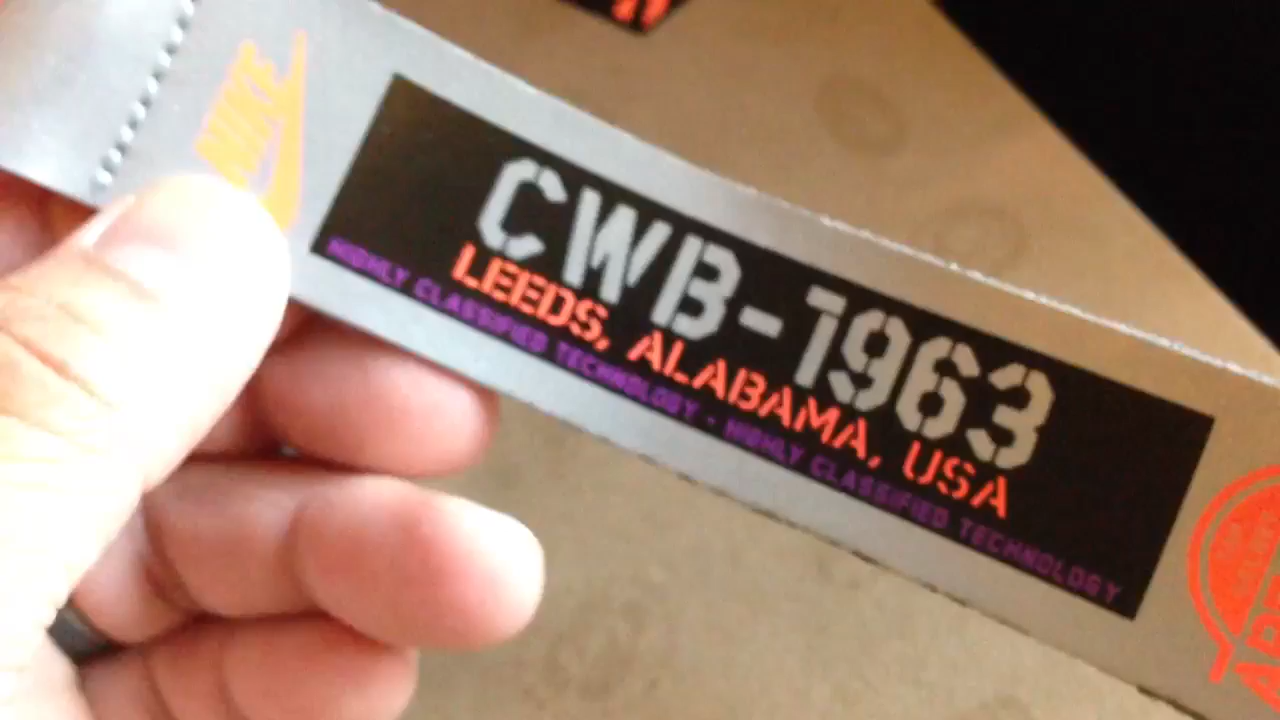 NIKE
CWB-1963
LEEDS, ALABAMA, USA
HIGHLY CLASSIFIED TECHNOLOGY · HIGHLY CLASSIFIED TECHNOLOGY